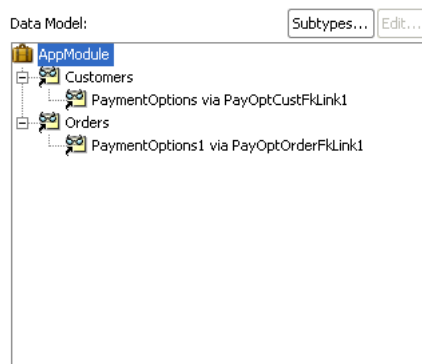 Data Model: Subtypes... Edit...
AppModule
Customers
PaymentOptions via PayOptCustFkLink1
Orders
PaymentOptions1 via PayOptOrderFkLink1